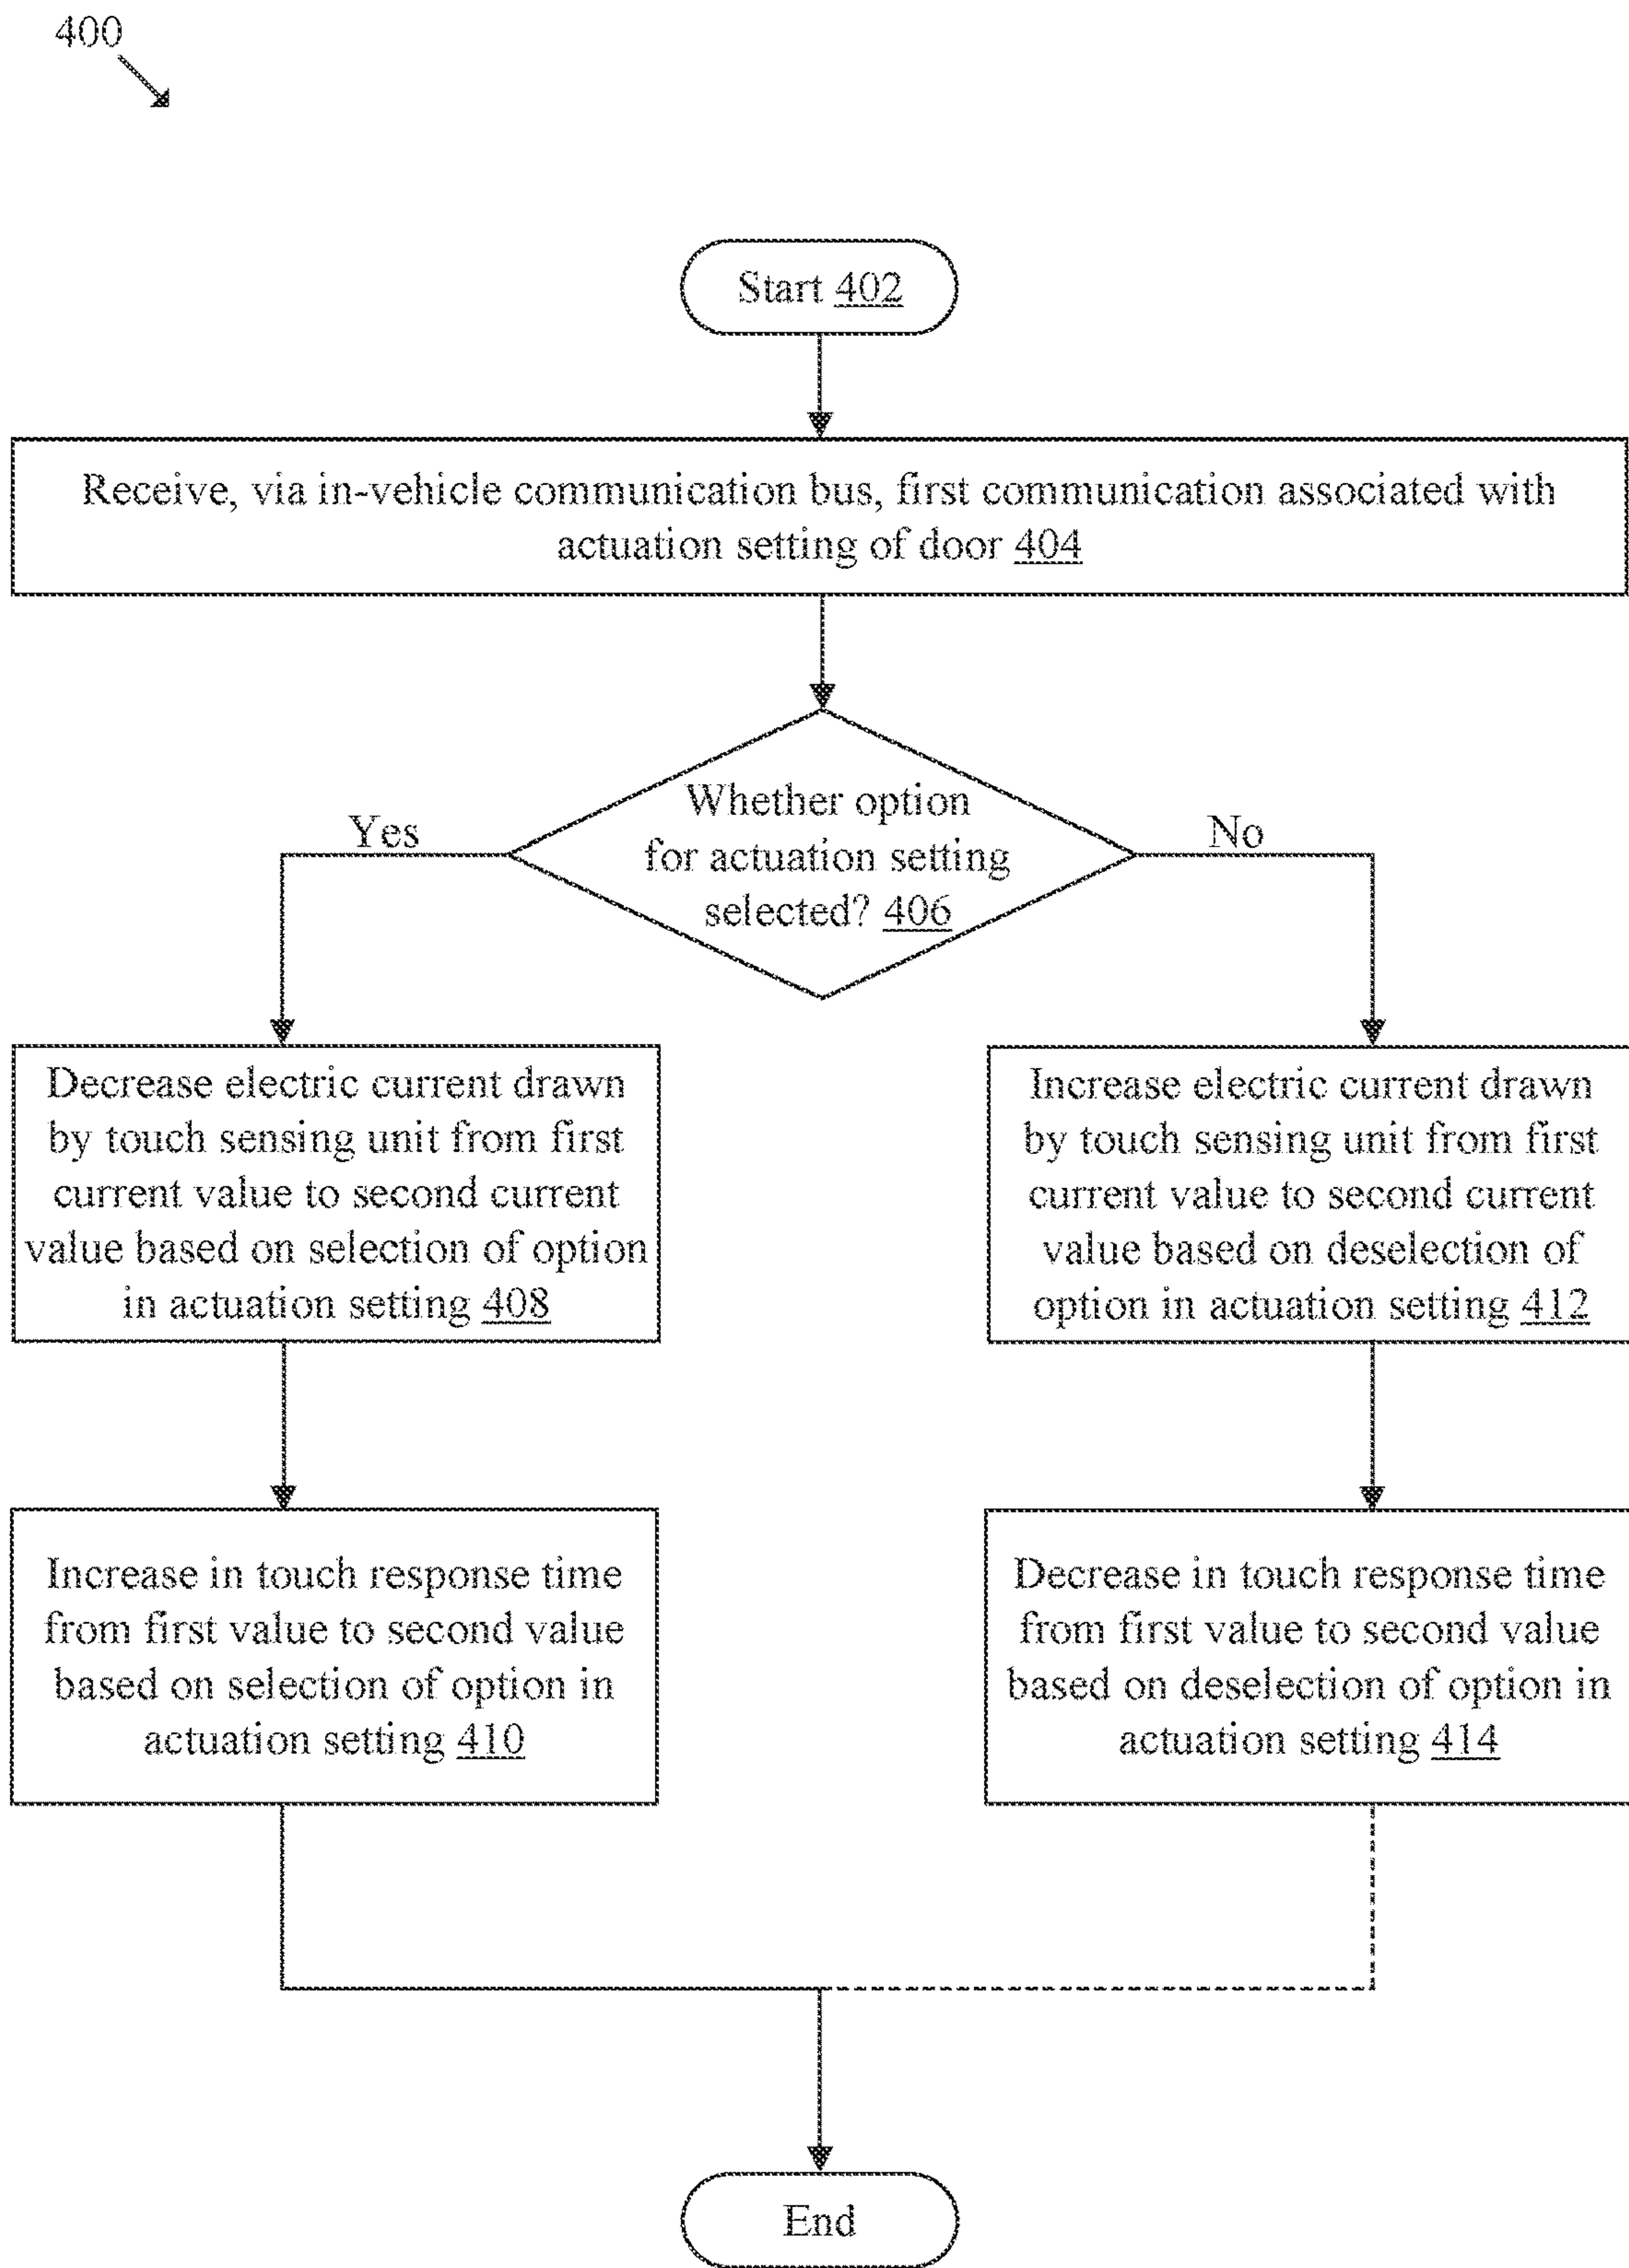 400
Start 402
Receive, via in-vehicle communication bus, first communication associated with
actuation setting of door 404
Whether option
for actuation setting
selected? 406
Yes
No
Decrease electric current drawn
by touch sensing unit from first
current value to second current
value based on selection of option
in actuation setting 408
Increase electric current drawn
by touch sensing unit from first
current value to second current
value based on deselection of
option in actuation setting 412
Increase in touch response time
from first value to second value
based on selection of option in
actuation setting 410
Decrease in touch response time
from first value to second value
based on deselection of option in
actuation setting 414
End